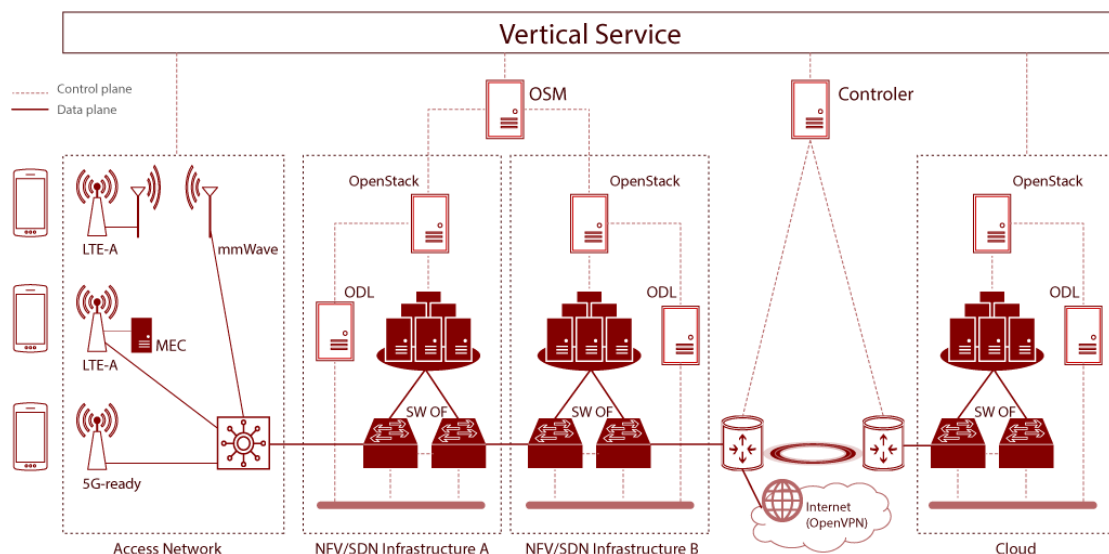 Vertical Service
Control plane
Data plane
OSM
Controler
OpenStack
OpenStack
OpenStack
LTE-A
mmWave
ODL
ODL
ODL
MEC
LTE-A
SW OF
SW OF
SW OF
5G-ready
Internet
(OpenVPN)
Access Network
NFV/SDN Infrastructure A
NFV/SDN Infrastructure B
Cloud